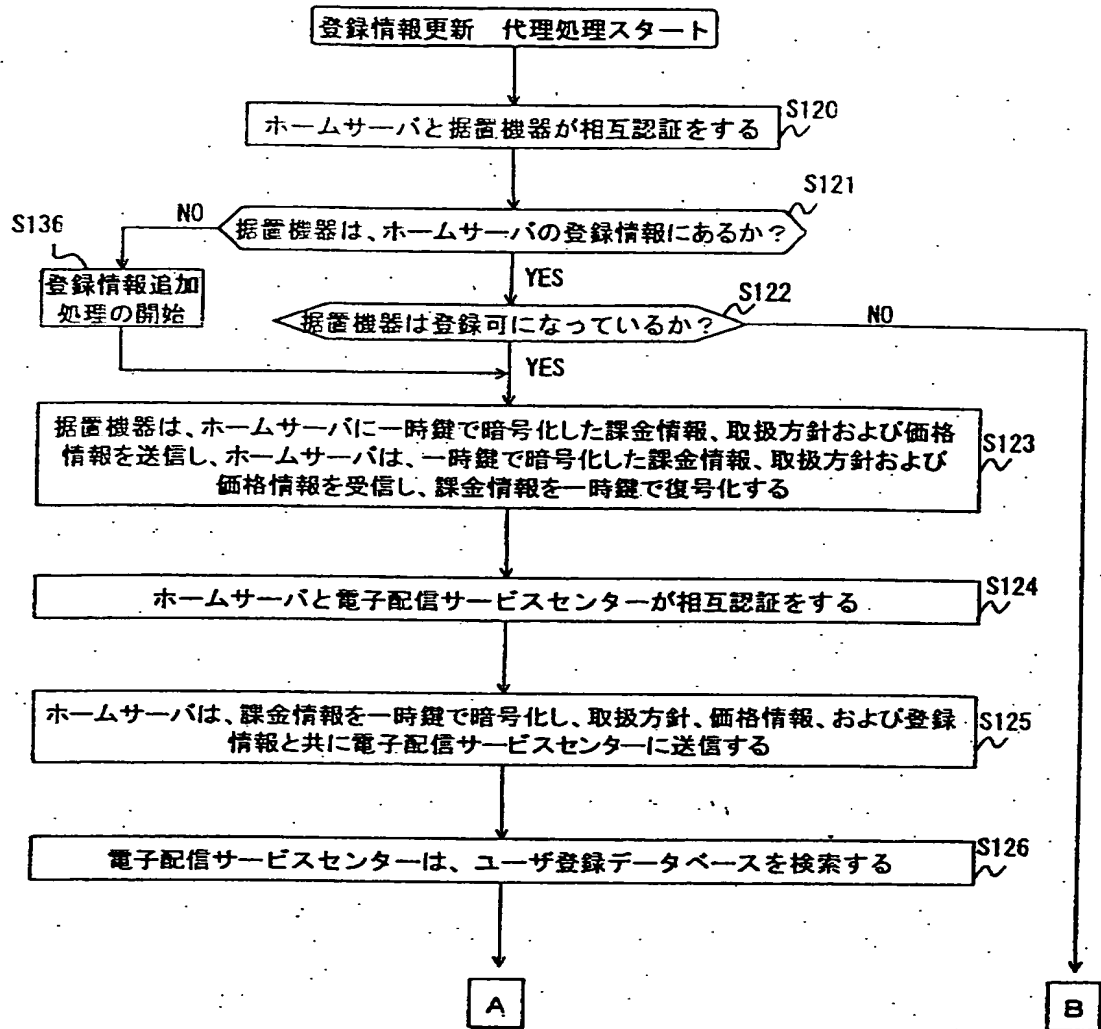 登録情報更新　代理処理スタート
S120
ホームサーバと据置機器が相互認証をする
S121
S136
NO
据置機器は、ホームサーバの登録情報にあるか?
YES
登録情報追加
処理の開始
S122
据置機器は登録可になっているか?
NO
YES
据置機器は、ホームサーバに一時鍵で暗号化した課金情報、取扱方針および価格
情報を送信し、ホームサーバは、一時鍵で暗号化した課金情報、取扱方針および
価格情報を受信し、課金情報を一時鍵で復号化する
S123
ホームサーバと電子配信サービスセンターが相互認証をする
S124
ホームサーバは、課金情報を一時鍵で暗号化し、取扱方針、価格情報、および登録
情報と共に電子配信サービスセンターに送信する
S125
電子配信サービスセンターは、ユーザ登録データベースを検索する
S126
A
B